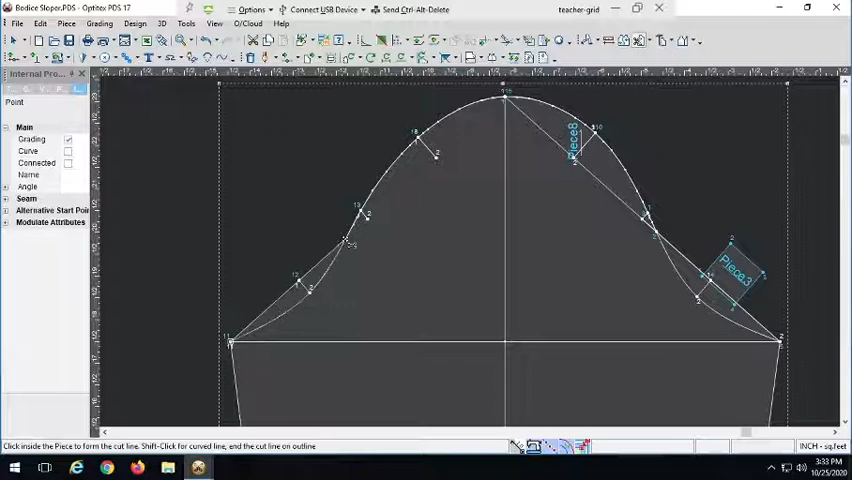 Bodice Sloper.PDS - Optitex PDS 17
Options
Connect USB Device
Send Ctrl-Alt-Delete
teacher-grid
File Piece Grading Design 3D Tools View O/Cloud Help
Internal Pro
Point
Main
Grading
Curve
Connected
Name
Angle
Seam
Alternative Start Poin
Modulate Attributes
Piece8
Piece3
Click inside the Piece to form the cut line. Shift-Click for curved line, end the cut line on outline
INCH - sq.feet
3:33 PM
10/25/2020